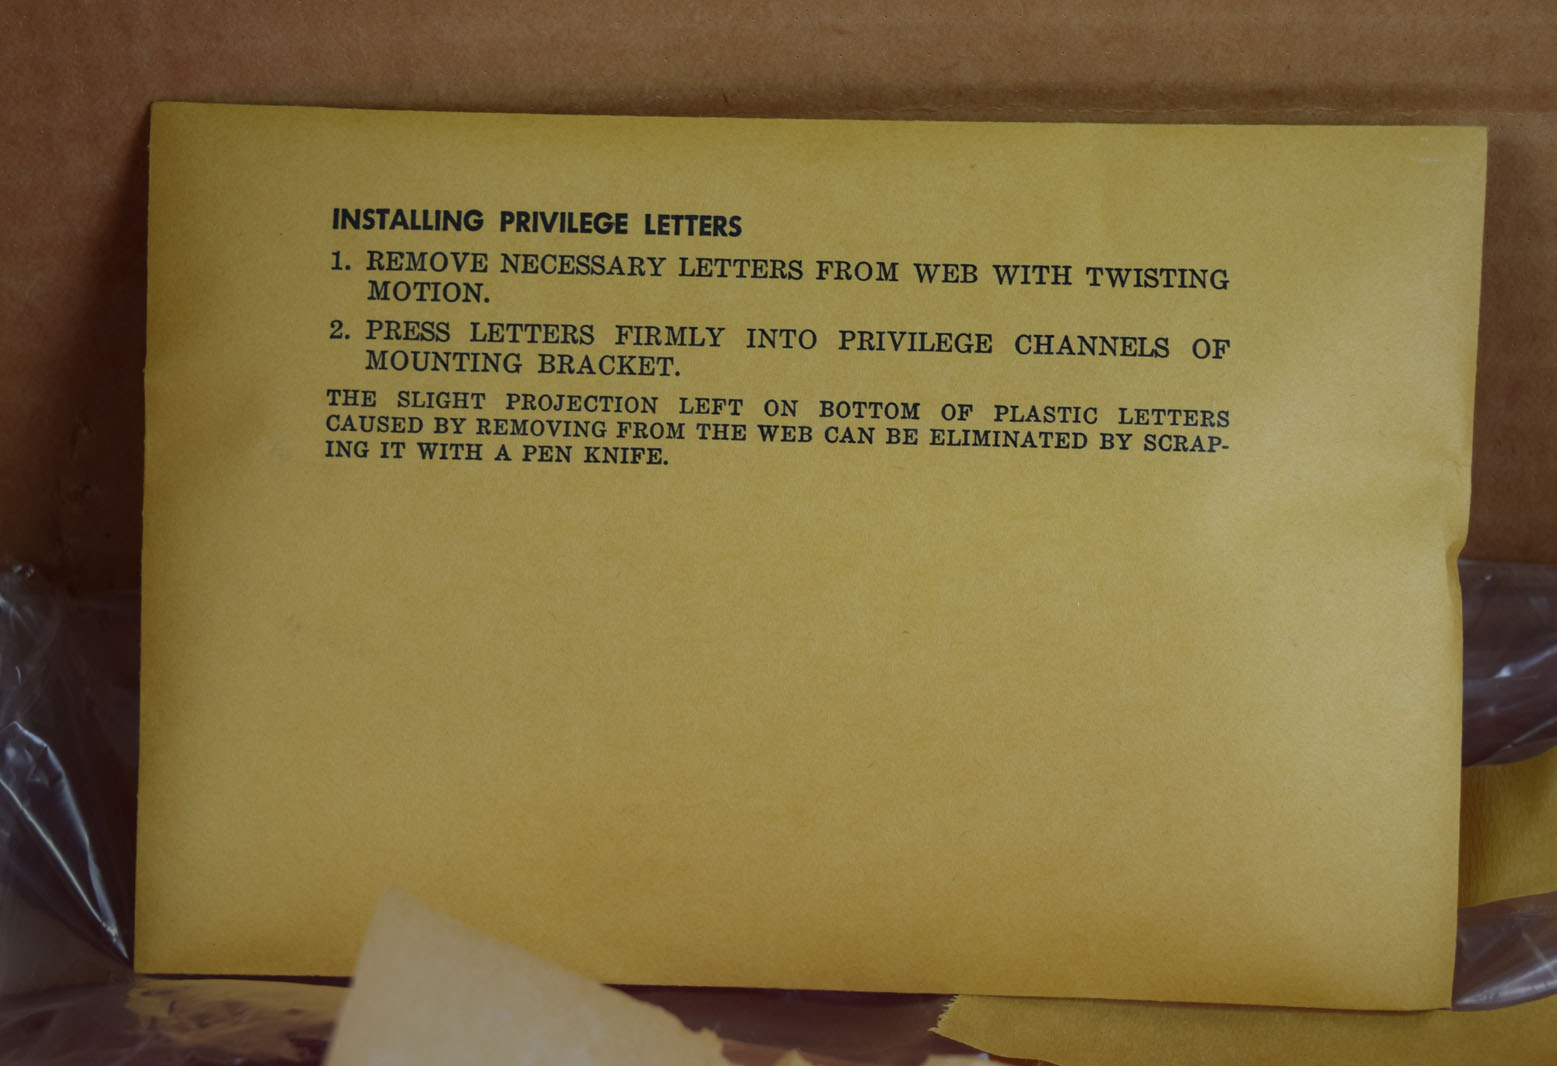 INSTALLING PRIVILEGE LETTERS
1. REMOVE NECESSARY LETTERS FROM WEB WITH TWISTING
MOTION.
2. PRESS LETTERS FIRMLY INTO PRIVILEGE CHANNELS OF
MOUNTING BRACKET.
THE SLIGHT PROJECTION LEFT ON BOTTOM OF PLASTIC LETTERS
CAUSED BY REMOVING FROM THE WEB CAN BE ELIMINATED BY SCRAP-
ING IT WITH A PEN KNIFE.